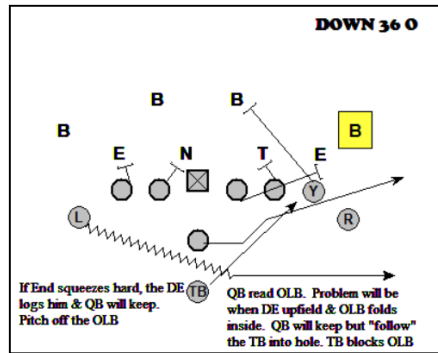 DOWN 36 O
B
B
B
B
E
N
T
E
Y
L
R
TB
If End squeezes hard, the DE
logs him & QB will keep.
Pitch off the OLB
QB read OLB. Problem will be
when DE upfield & OLB folds
inside. QB will keep but "follow"
the TB into hole. TB blocks OLB